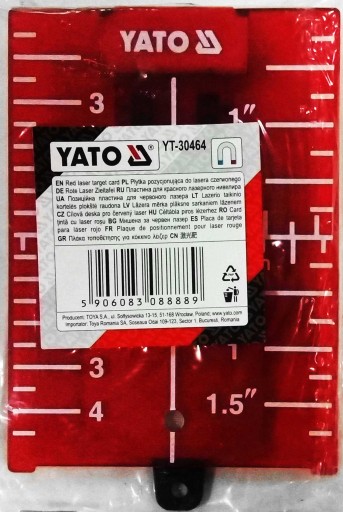 YATO
3
1"
YATO
YT-30464
EN Red laser target card PL Płytka pozycjonująca do lasera czerwonego
DE Rote Laser Zieltafel RU Пластина для красного лазерного нивелира
UA Позиційна пластина для червоного лазера LT Lazerio taikinio
kortelės plokštė raudona LV Lāzera mērķa plāksne sarkanam lāzeram
CZ Cílová deska pro červený laser HU Céltábla piros lézerhez RO Card
țintă cu laser roșu BG Мишена за червен лазер ES Placa de tarjeta
para láser rojo FR Plaque de positionnement pour laser rouge
GR Πλάκα τοποθέτησης για κόκκινο λέιζερ CN 激光靶
5 906083 088889
Producent: TOYA S.A., ul. Sołtysowicka 13-15, 51-168 Wrocław, Poland; www.yato.com
Importator: Toya Romania SA, Soseaua Odai 109-123, Sector 1, Bucuresti, Romania
3
1
4
1.5"